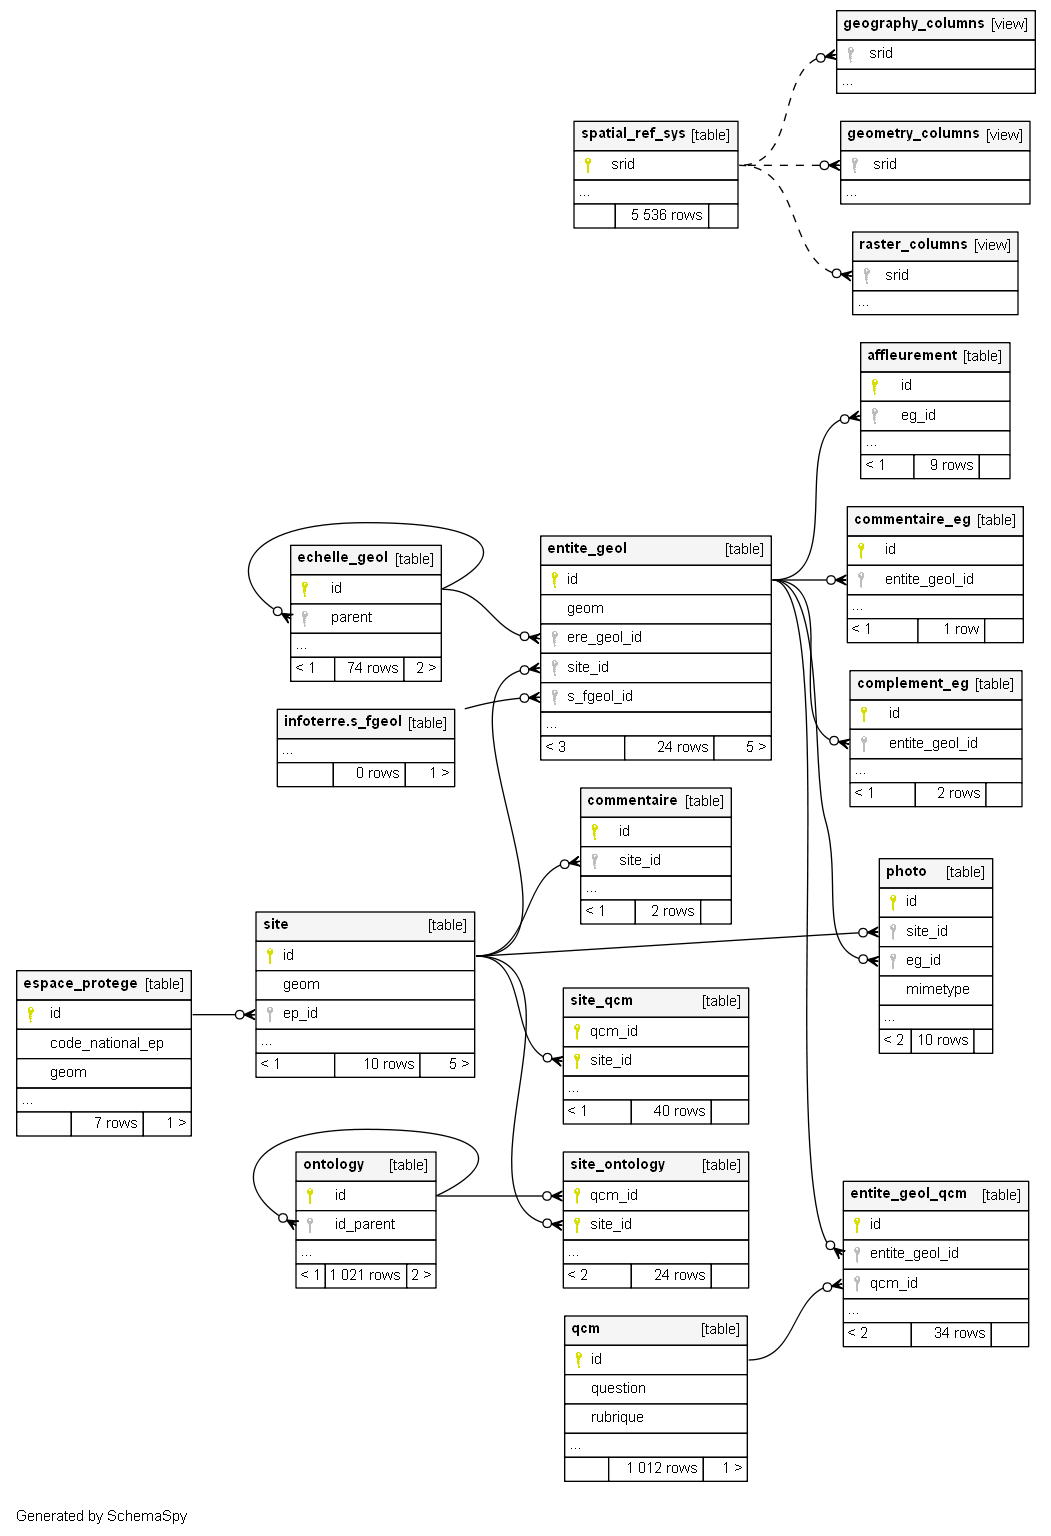 geography_columns [view]
srid
...
spatial_ref_sys [table]
srid
...
5 536 rows
geometry_columns [view]
srid
...
raster_columns [view]
srid
...
affleurement [table]
id
eg_id
...
< 1 9 rows
commentaire_eg [table]
id
entite_geol_id
...
< 1 1 row
echelle_geol [table]
id
parent
...
< 1 74 rows 2 >
entite_geol [table]
id
geom
ere_geol_id
site_id
s_fgeol_id
...
< 3 24 rows 5 >
infoterre.s_fgeol [table]
...
0 rows 1 >
complement_eg [table]
id
entite_geol_id
...
< 1 2 rows
commentaire [table]
id
site_id
...
< 1 2 rows
photo [table]
id
site_id
eg_id
mimetype
...
< 2 10 rows
site [table]
id
geom
ep_id
...
< 1 10 rows 5 >
espace_protege [table]
id
code_national_ep
geom
...
7 rows 1 >
site_qcm [table]
qcm_id
site_id
...
< 1 40 rows
ontology [table]
id
id_parent
...
< 1 1 021 rows 2 >
site_ontology [table]
qcm_id
site_id
...
< 2 24 rows
entite_geol_qcm [table]
id
entite_geol_id
qcm_id
...
< 2 34 rows
qcm [table]
id
question
rubrique
...
1 012 rows 1 >
Generated by SchemaSpy